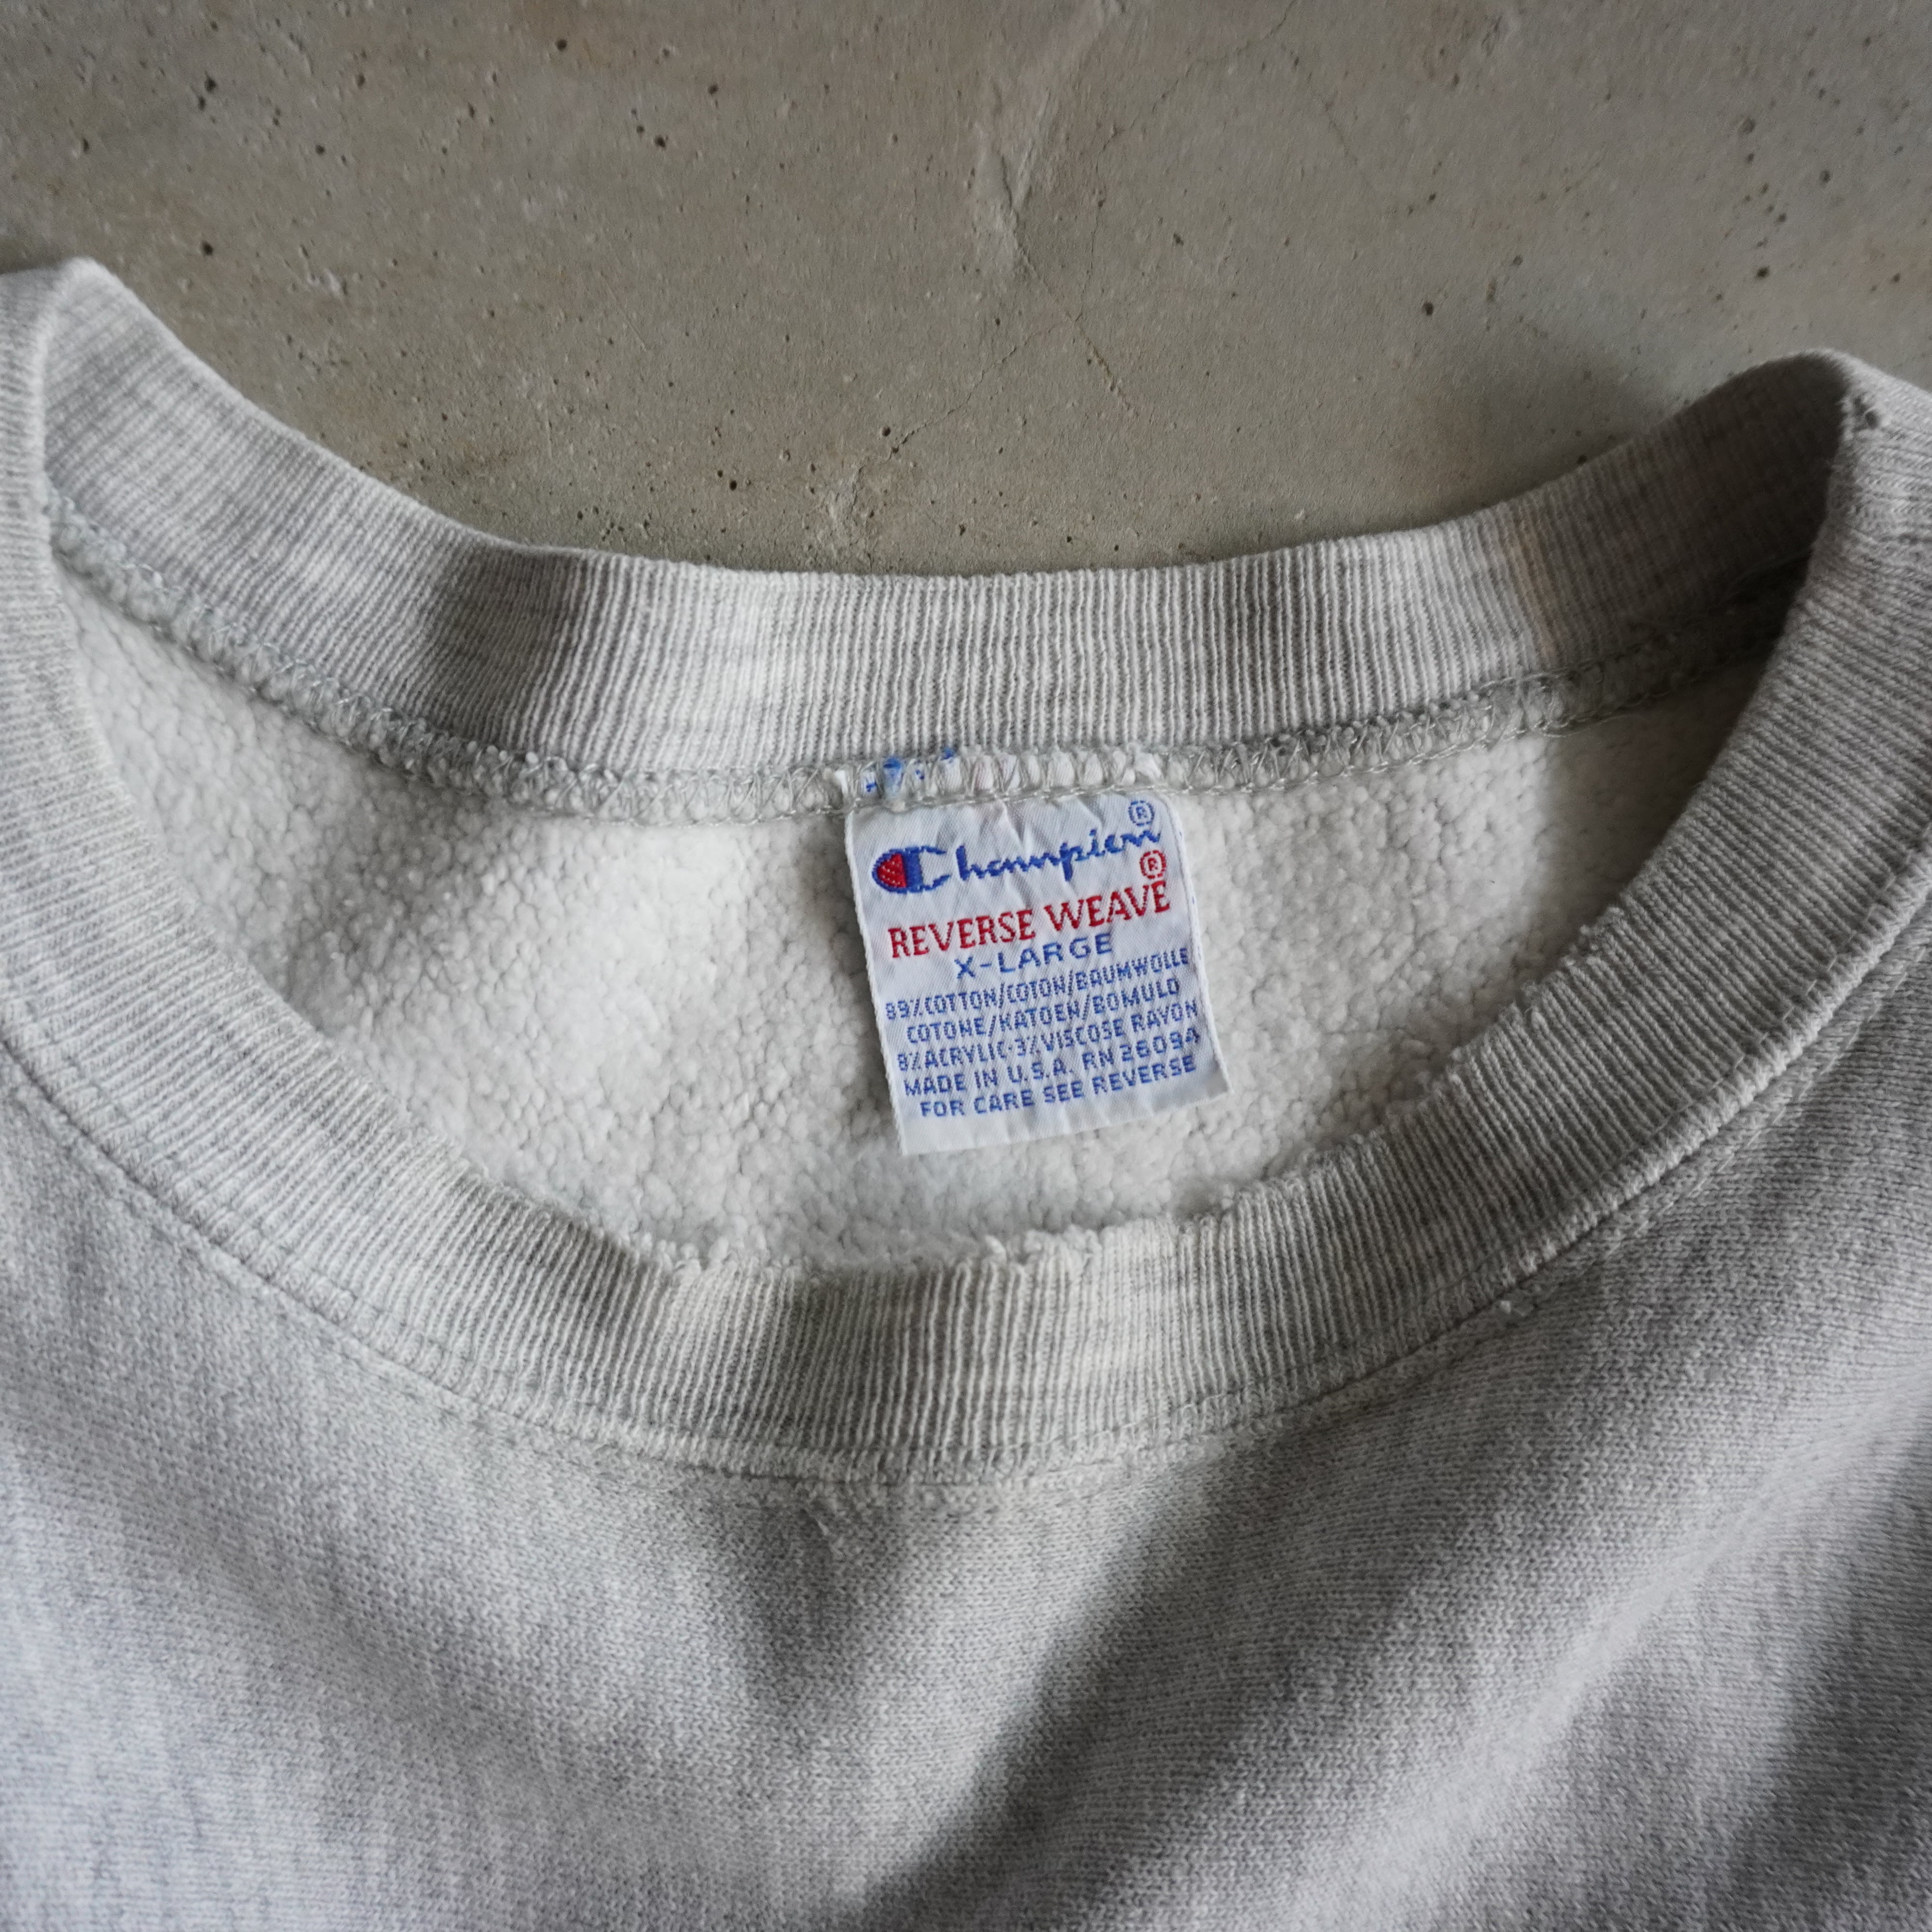 Champion®
REVERSE WEAVE®
X-LARGE
89%COTTON/COTON/BAUMWOLLE
COTONE/KATOEN/BOMULD
8%ACRYLIC-3%VISCOSE RAYON
MADE IN U.S.A. RN 26094
FOR CARE SEE REVERSE